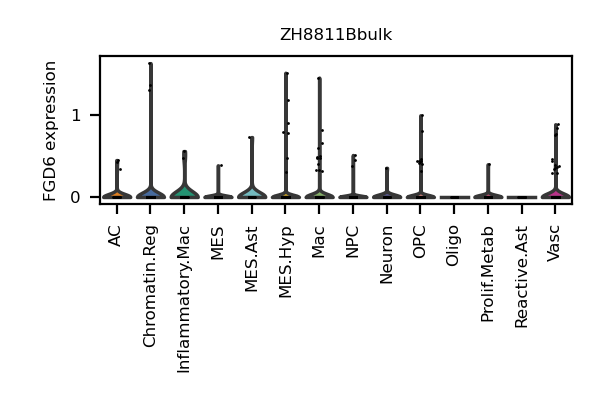 ZH8811Bbulk
FGD6 expression
1
0
AC
Chromatin.Reg
Inflammatory.Mac
MES
MES.Ast
MES.Hyp
Mac
NPC
Neuron
OPC
Oligo
Prolif.Metab
Reactive.Ast
Vasc